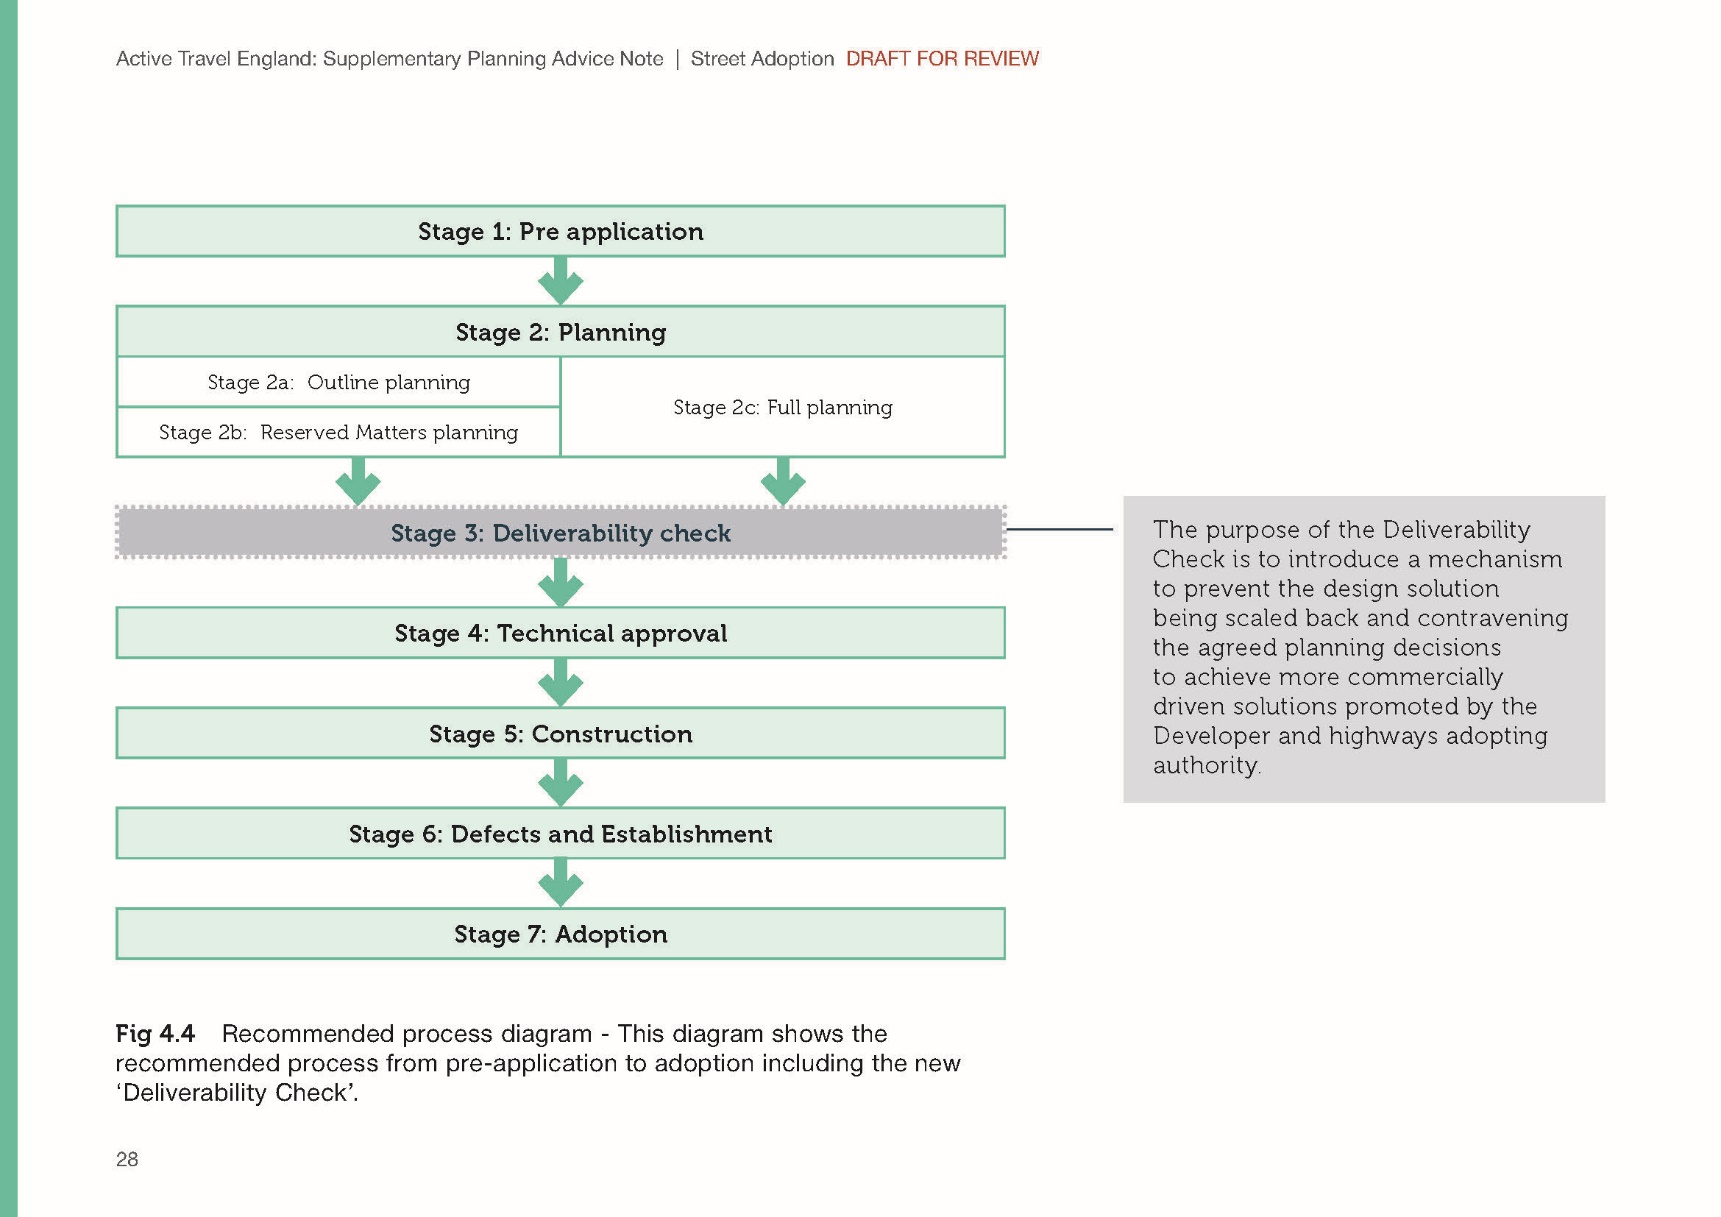 Active Travel England: Supplementary Planning Advice Note | Street Adoption DRAFT FOR REVIEW
Stage 1: Pre application
Stage 2: Planning
Stage 2a: Outline planning
Stage 2b: Reserved Matters planning
Stage 2c: Full planning
Stage 3: Deliverability check
The purpose of the Deliverability
Check is to introduce a mechanism
to prevent the design solution
being scaled back and contravening
the agreed planning decisions
to achieve more commercially
driven solutions promoted by the
Developer and highways adopting
authority.
Stage 4: Technical approval
Stage 5: Construction
Stage 6: Defects and Establishment
Stage 7: Adoption
Fig 4.4 Recommended process diagram - This diagram shows the
recommended process from pre-application to adoption including the new
‘Deliverability Check’.
28